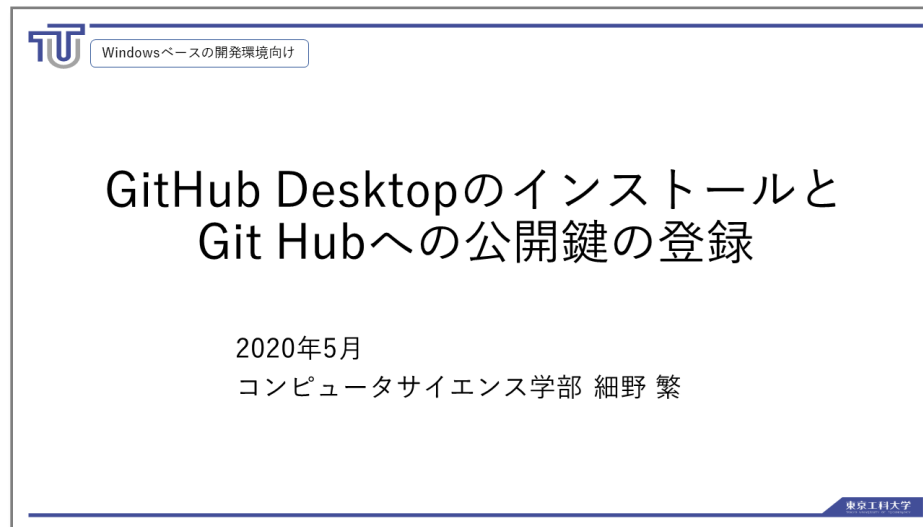 Windowsベースの開発環境向け
GitHub Desktopのインストールと
Git Hubへの公開鍵の登録
2020年5月
コンピュータサイエンス学部 細野 繁
東京工科大学